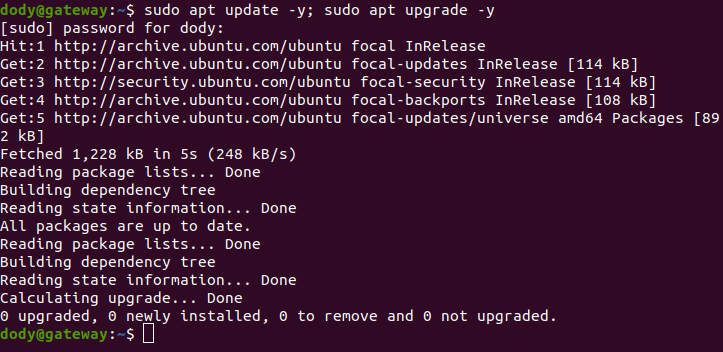 dody@gateway:~$ sudo apt update -y; sudo apt upgrade -y
[sudo] password for dody:
Hit:1 http://archive.ubuntu.com/ubuntu focal InRelease
Get:2 http://archive.ubuntu.com/ubuntu focal-updates InRelease [114 kB]
Get:3 http://security.ubuntu.com/ubuntu focal-security InRelease [114 kB]
Get:4 http://archive.ubuntu.com/ubuntu focal-backports InRelease [108 kB]
Get:5 http://archive.ubuntu.com/ubuntu focal-updates/universe amd64 Packages [89
2 kB]
Fetched 1,228 kB in 5s (248 kB/s)
Reading package lists... Done
Building dependency tree
Reading state information... Done
All packages are up to date.
Reading package lists... Done
Building dependency tree
Reading state information... Done
Calculating upgrade... Done
0 upgraded, 0 newly installed, 0 to remove and 0 not upgraded.
dody@gateway:~$